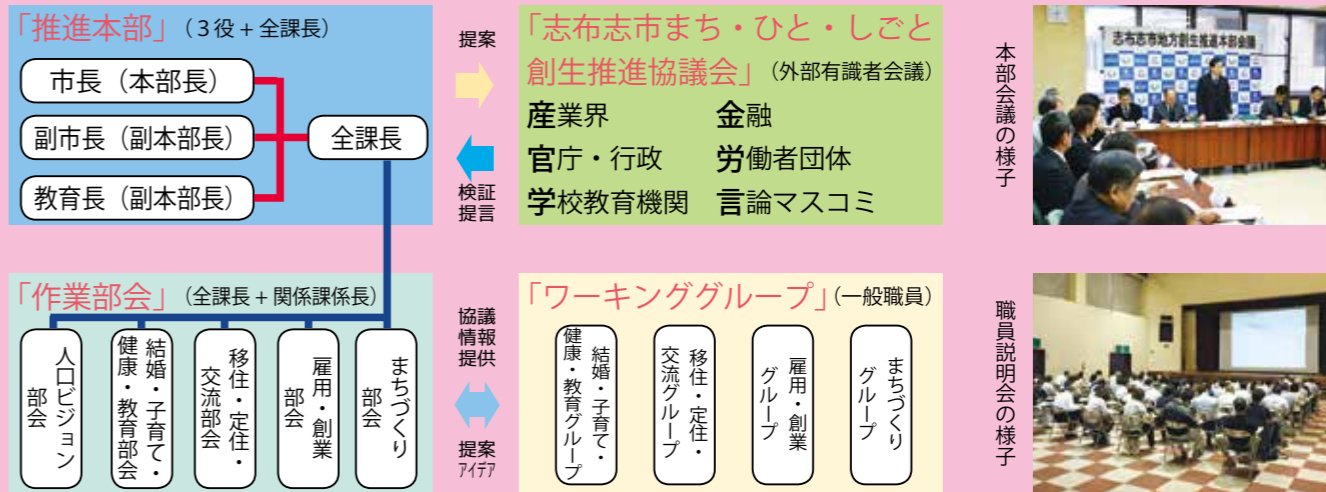 「推進本部」（３役＋全課長）
市長（本部長）
副市長（副本部長）
教育長（副本部長）
全課長
提案
検証
提言
「志布志市まち・ひと・しごと
創生推進協議会」（外部有識者会議）
産業界
金融
官庁・行政
労働者団体
学校教育機関
言論マスコミ
志布志市地方創生推進本部会議
本部会議の様子
「作業部会」（全課長＋関係課係長）
まちづくり
部会
雇用・創業
部会
移住・定住・
交流部会
結婚・子育て・
健康・教育部会
人口ビジョン
部会
協議
情報
提供
提案
ｱｲﾃﾞｱ
「ワーキンググループ」（一般職員）
まちづくり
グループ
雇用・創業
グループ
移住・定住・
交流グループ
結婚・子育て・
健康・教育グループ
職員説明会の様子